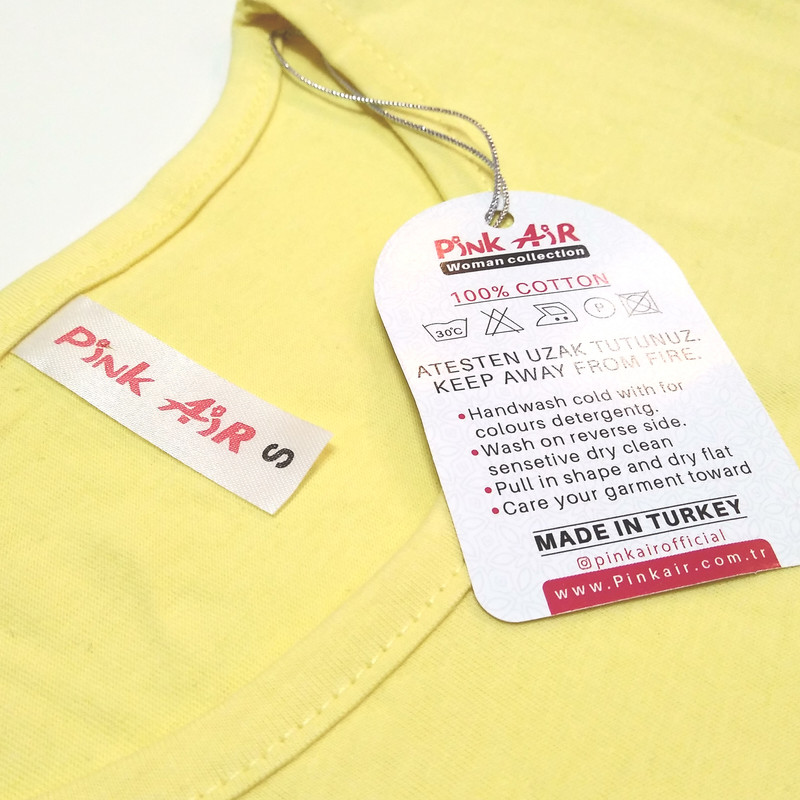 PiNK AiR S
PiNK AiR
Woman collection
100% COTTON
30°C
P
ATESTEN UZAK TUTUNUZ.
KEEP AWAY FROM FIRE.
•Handwash cold with for
colours detergentg.
•Wash on reverse side.
sensetive dry clean
•Pull in shape and dry flat
•Care your garment toward
MADE IN TURKEY
pinkairofficial
www.Pinkair.com.tr